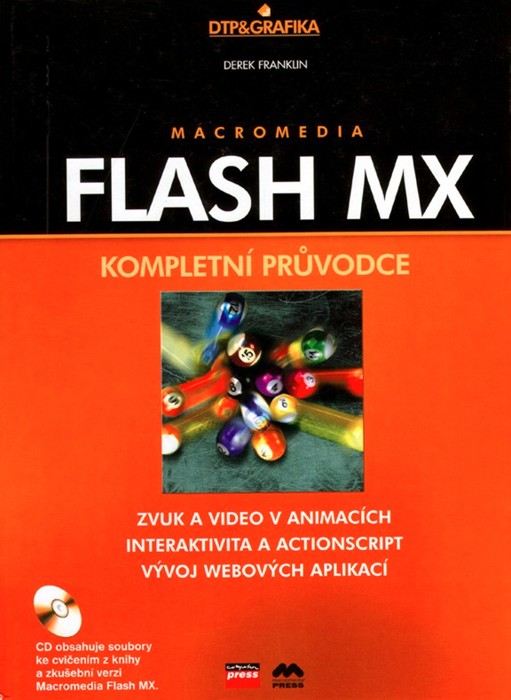 DTP&GRAFIKA
DEREK FRANKLIN
MACROMEDIA
FLASH MX
KOMPLETNÍ PRŮVODCE
ZVUK A VIDEO V ANIMACÍCH
INTERAKTIVITA A ACTIONSCRIPT
VÝVOJ WEBOVÝCH APLIKACÍ
CD obsahuje soubory
ke cvičením z knihy
a zkušební verzi
Macromedia Flash MX.
computer
press
PRESS